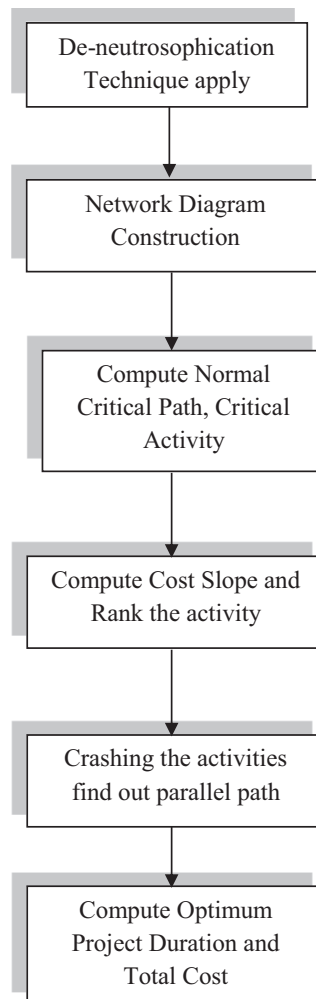 De-neutrosophication
Technique apply
Network Diagram
Construction
Compute Normal
Critical Path, Critical
Activity
Compute Cost Slope and
Rank the activity
Crashing the activities
find out parallel path
Compute Optimum
Project Duration and
Total Cost